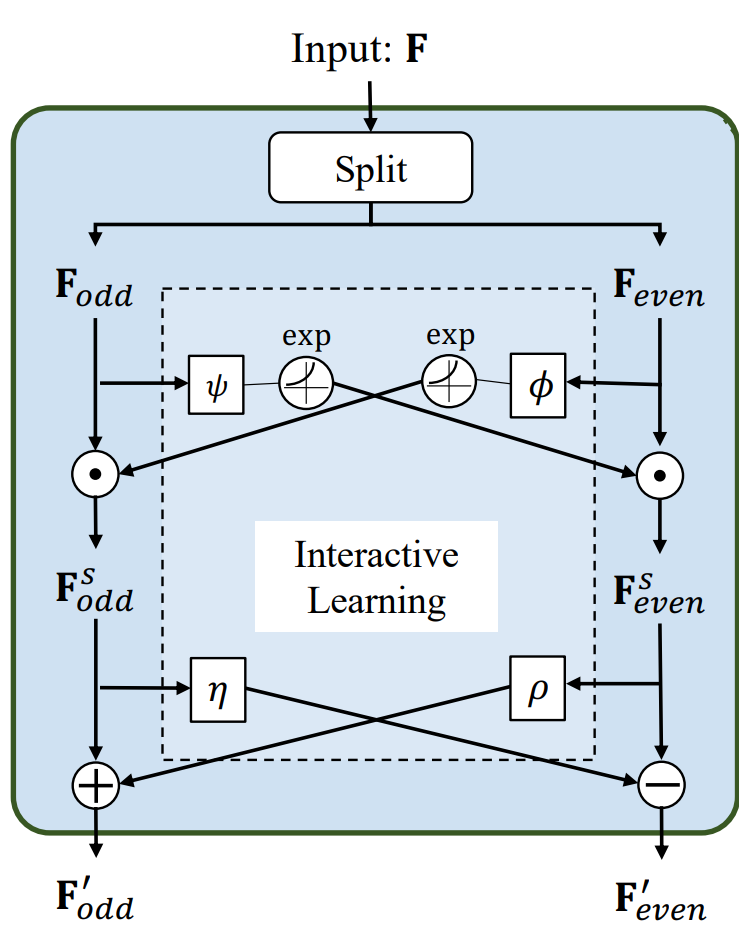 Input: F
Split
F_odd F_even
exp exp
ψ ϕ
Interactive
Learning
F^s_odd F^s_even
η ρ
F′_odd F′_even